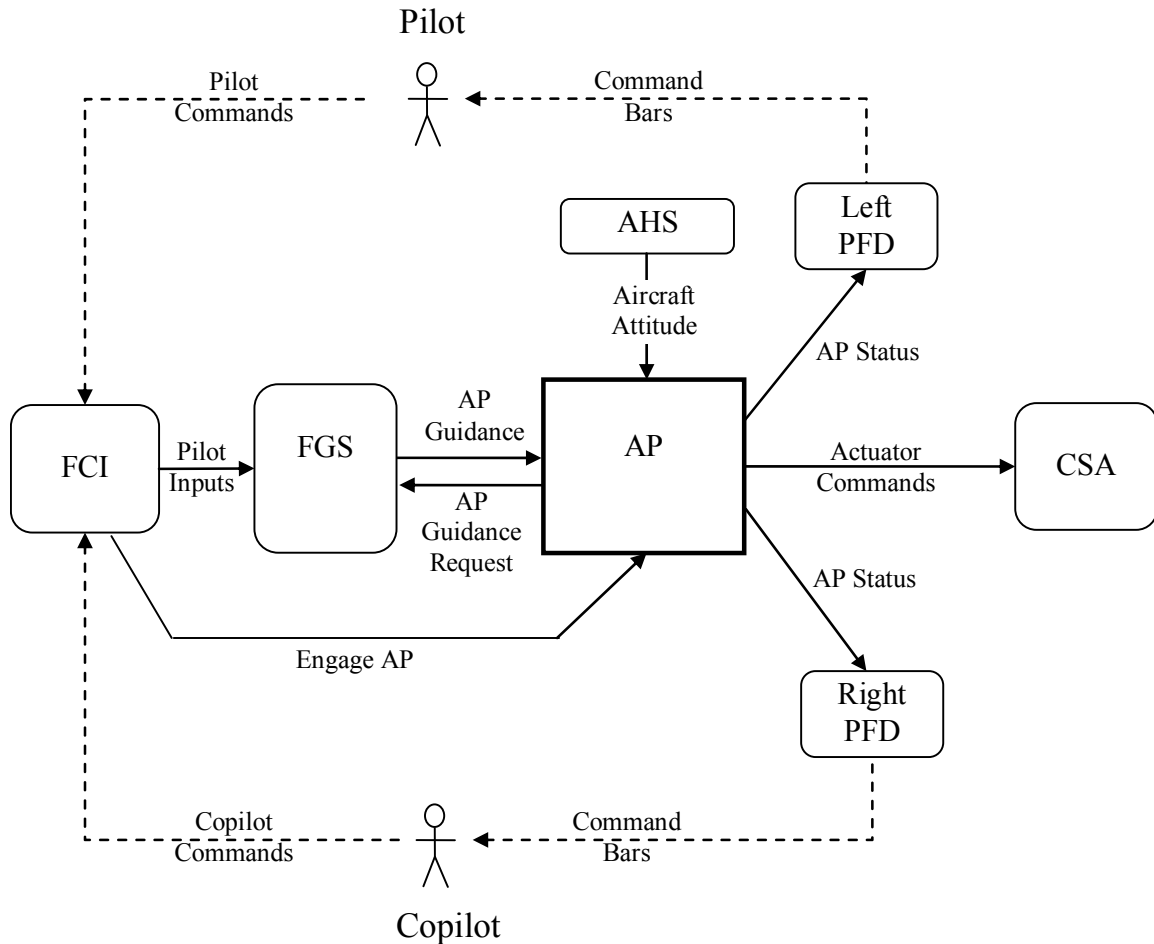 Pilot
Pilot
Commands
Command
Bars
AHS
Left
PFD
Aircraft
Attitude
AP Status
FCI
Pilot
Inputs
FGS
AP
Guidance
AP
Guidance
Request
AP
Actuator
Commands
CSA
AP Status
Engage AP
Right
PFD
Copilot
Commands
Command
Bars
Copilot